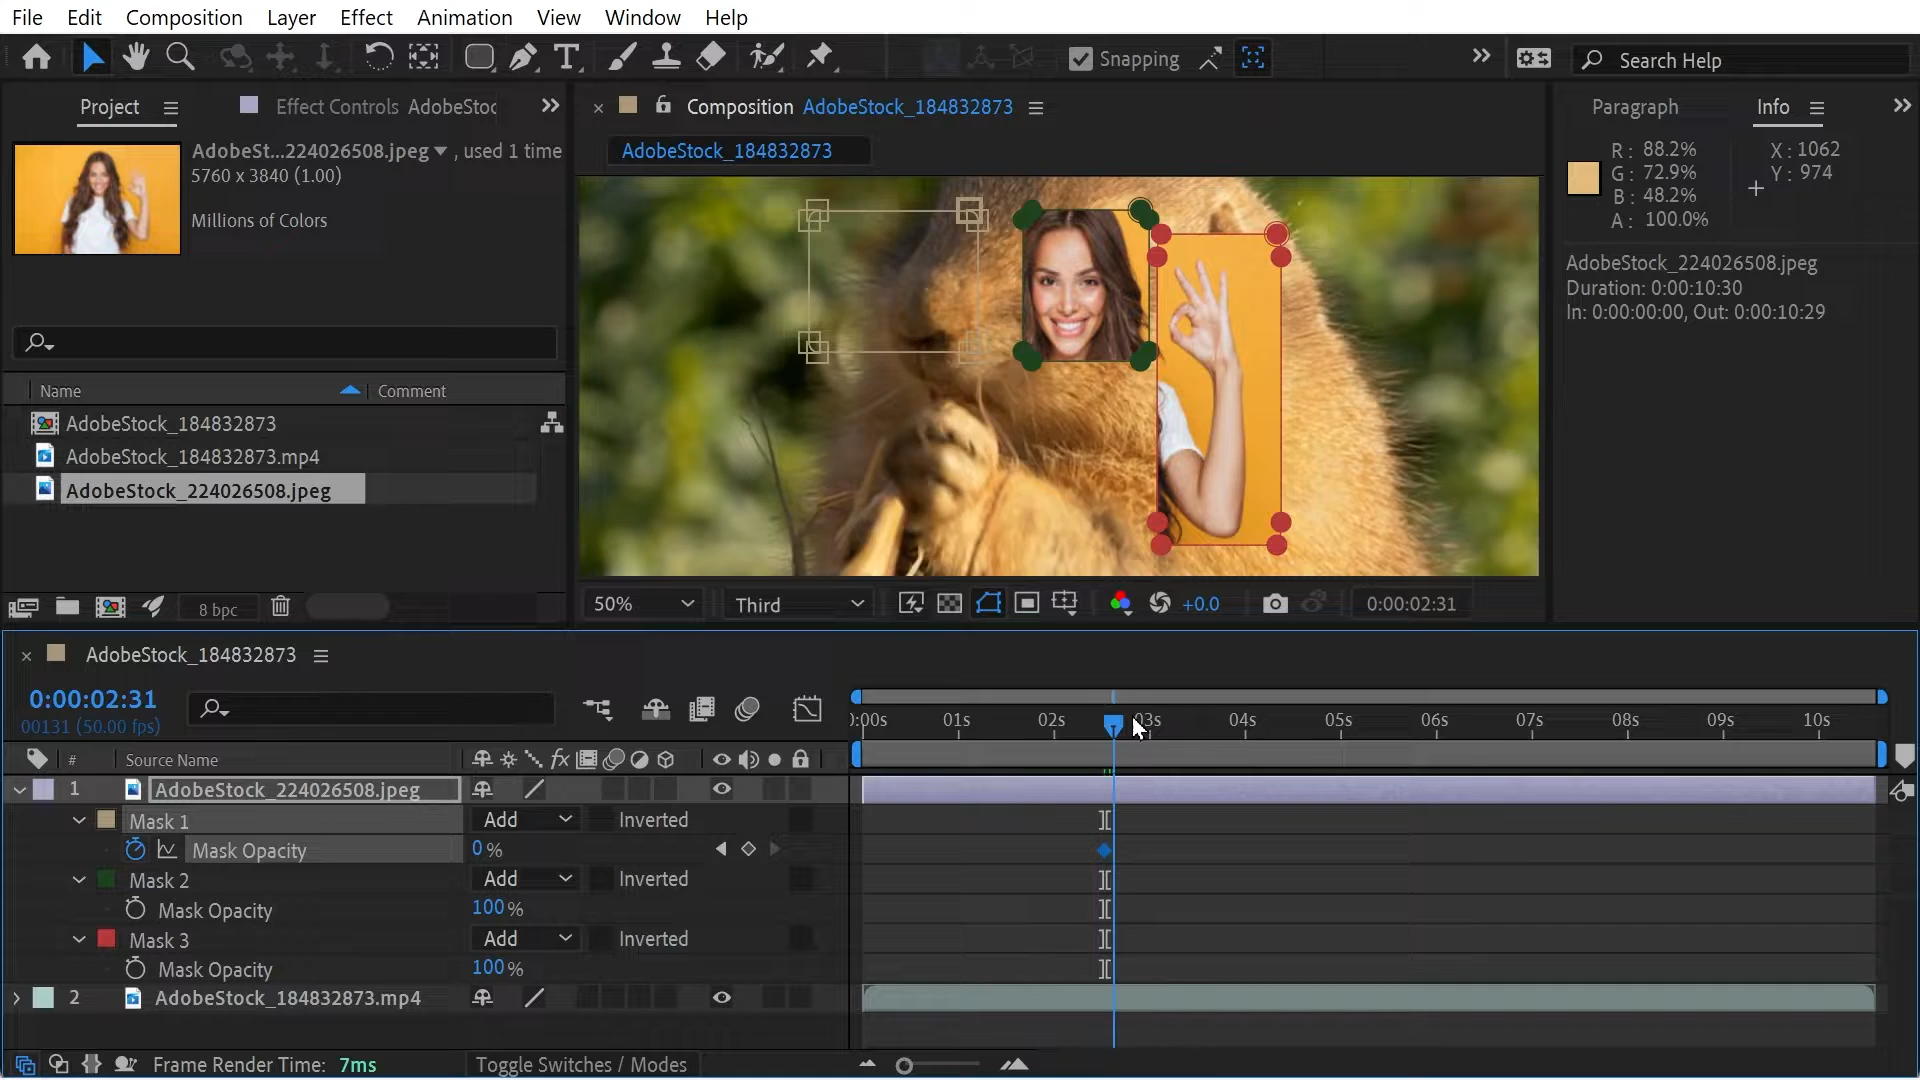 File Edit Composition Layer Effect Animation View Window Help
Snapping
Search Help
Project
Effect Controls AdobeStoc
Composition AdobeStock_184832873
Paragraph Info
AdobeStock_184832873
AdobeSt...224026508.jpeg , used 1 time
5760 x 3840 (1.00)
Millions of Colors
R : 88.2%
G : 72.9%
B : 48.2%
A : 100.0%
X : 1062
Y : 974
AdobeStock_224026508.jpeg
Duration: 0:00:10:30
In: 0:00:00:00, Out: 0:00:10:29
Name Comment
AdobeStock_184832873
AdobeStock_184832873.mp4
AdobeStock_224026508.jpeg
8 bpc
50% Third +0.0 0:00:02:31
AdobeStock_184832873
0:00:02:31
00131 (50.00 fps)
):00s 01s 02s 03s 04s 05s 06s 07s 08s 09s 10s
# Source Name fx
1 AdobeStock_224026508.jpeg
Mask 1 Add Inverted
Mask Opacity 0 %
Mask 2 Add Inverted
Mask Opacity 100 %
Mask 3 Add Inverted
Mask Opacity 100 %
2 AdobeStock_184832873.mp4
Frame Render Time: 7ms Toggle Switches / Modes